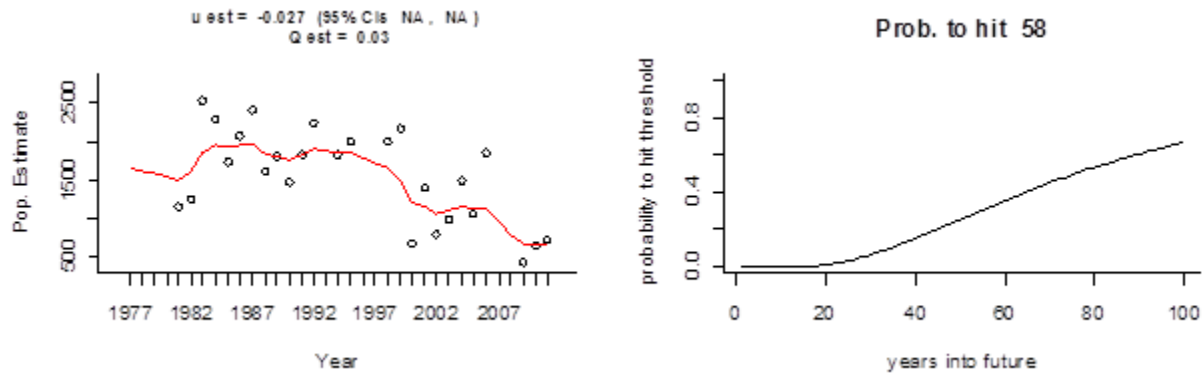 u est = -0.027 (95% CIs NA, NA)
Q est = 0.03
Pop. Estimate
2500
1500
500
1977 1982 1987 1992 1997 2002 2007
Year
Prob. to hit 58
probability to hit threshold
0.8
0.4
0.0
0 20 40 60 80 100
years into future